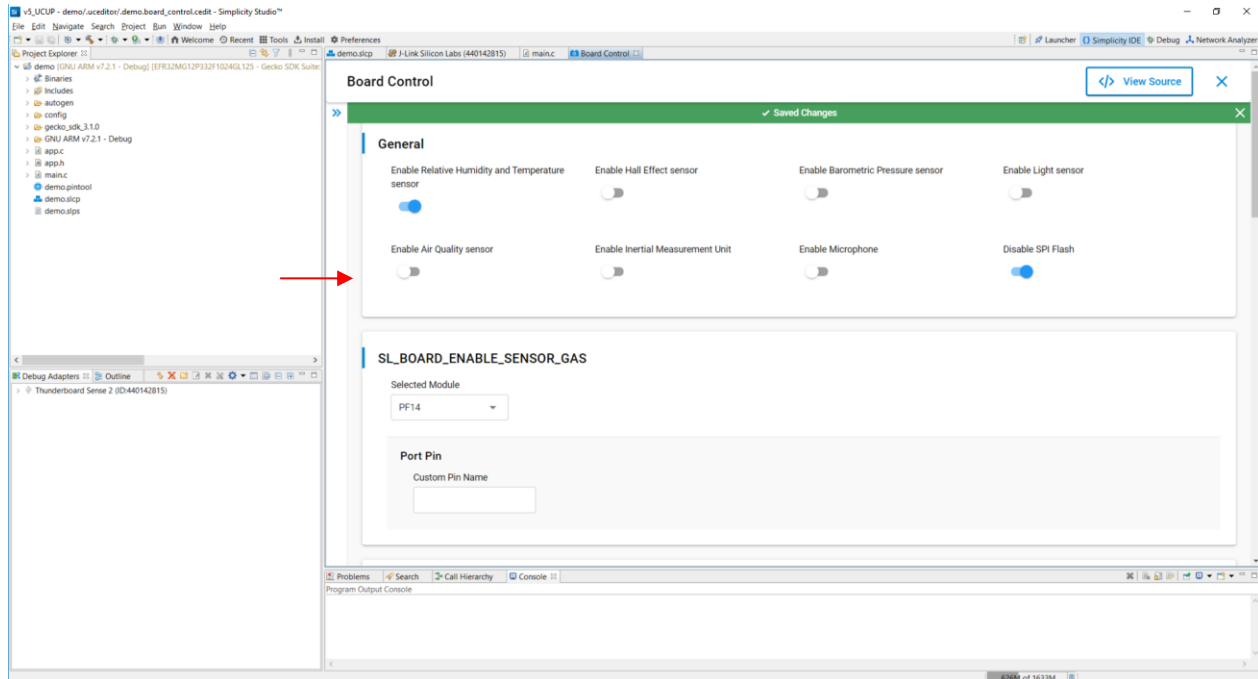 v5_UCUP - demo/.uceditor/.demo.board_control.cedit - Simplicity Studio™
File Edit Navigate Search Project Run Window Help
Welcome Recent Tools Install Preferences
Launcher Simplicity IDE Debug Network Analyzer
Project Explorer
demo.slcp J-Link Silicon Labs (440142815) main.c Board Control
demo [GNU ARM v7.2.1 - Debug] [EFR32MG12P332F1024GL125 - Gecko SDK Suite:
Binaries
Includes
autogen
config
gecko_sdk_3.1.0
GNU ARM v7.2.1 - Debug
app.c
app.h
main.c
demo.pintool
demo.slcp
demo.slps
Board Control
</> View Source
✓ Saved Changes
General
Enable Relative Humidity and Temperature
sensor
Enable Hall Effect sensor
Enable Barometric Pressure sensor
Enable Light sensor
Enable Air Quality sensor
Enable Inertial Measurement Unit
Enable Microphone
Disable SPI Flash
SL_BOARD_ENABLE_SENSOR_GAS
Selected Module
PF14
Port Pin
Custom Pin Name
Debug Adapters Outline
Thunderboard Sense 2 (ID:440142815)
Problems Search Call Hierarchy Console
Program Output Console
626M of 1633M